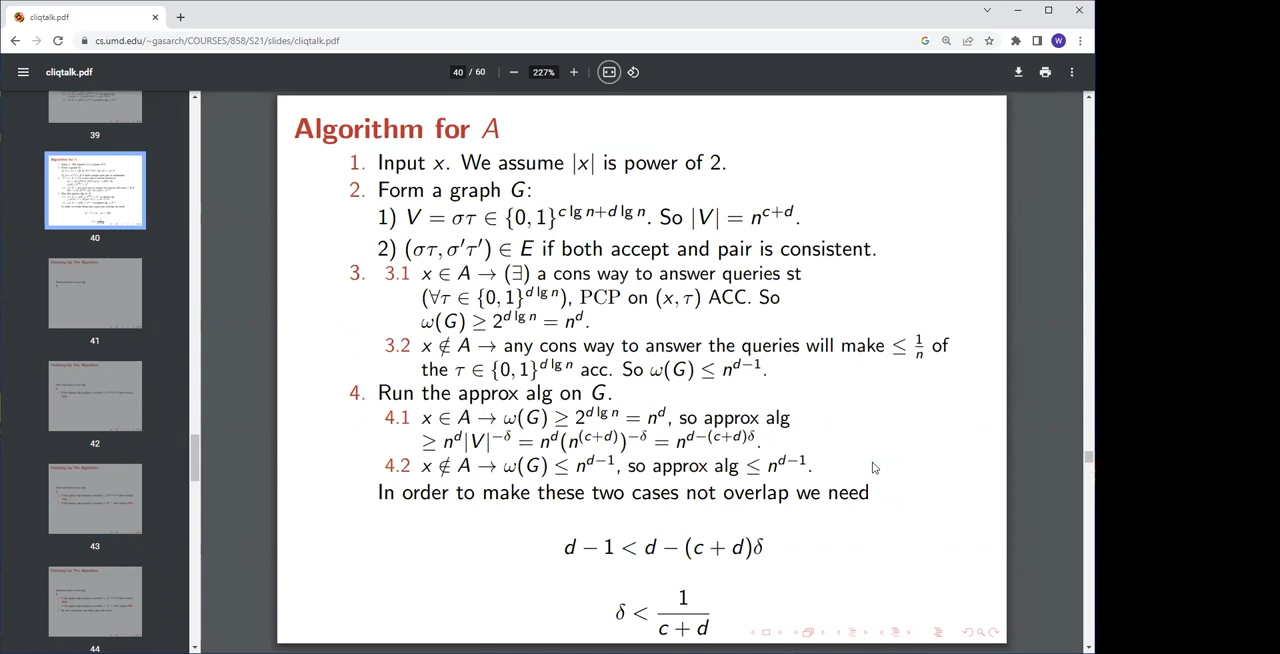 cliqtalk.pdf
cs.umd.edu/~gasarch/COURSES/858/S21/slides/cliqtalk.pdf
W
cliqtalk.pdf
40 / 60
227%
39
40
41
42
43
44
Algorithm for A
1. Input x. We assume |x| is power of 2.
2. Form a graph G:
1) V = στ ∈ {0, 1}^{c lg n+d lg n}. So |V| = n^{c+d}.
2) (στ, σ′τ′) ∈ E if both accept and pair is consistent.
3. 3.1 x ∈ A → (∃) a cons way to answer queries st
(∀τ ∈ {0, 1}^{d lg n}), PCP on (x, τ) ACC. So
ω(G) ≥ 2^{d lg n} = n^d.
3.2 x ∉ A → any cons way to answer the queries will make ≤ 1/n of
the τ ∈ {0, 1}^{d lg n} acc. So ω(G) ≤ n^{d−1}.
4. Run the approx alg on G.
4.1 x ∈ A → ω(G) ≥ 2^{d lg n} = n^d, so approx alg
≥ n^d|V|^{−δ} = n^d(n^{(c+d)})^{−δ} = n^{d−(c+d)δ}.
4.2 x ∉ A → ω(G) ≤ n^{d−1}, so approx alg ≤ n^{d−1}.
In order to make these two cases not overlap we need
d − 1 < d − (c + d)δ
δ < 1/(c + d)